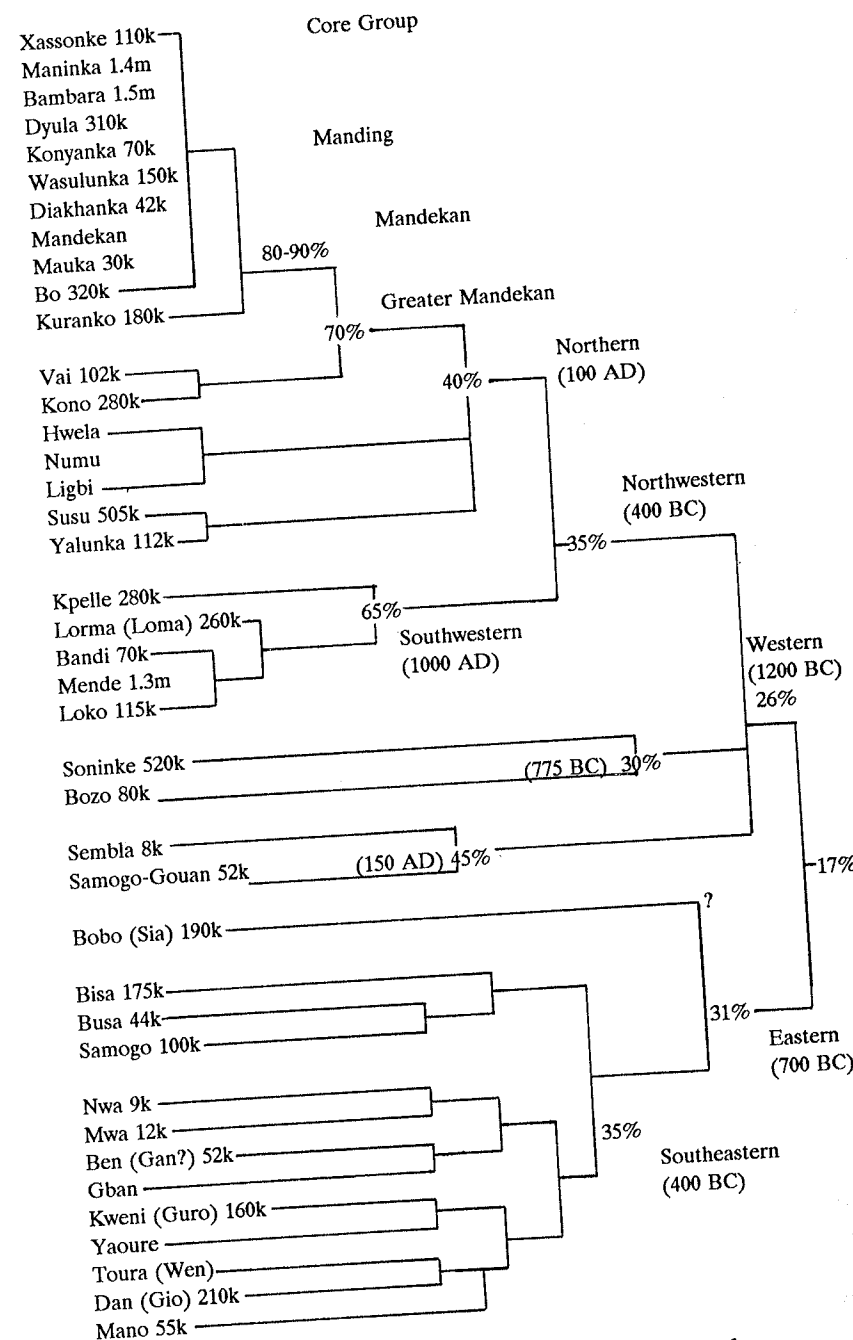 Core Group
Xassonke 110k
Maninka 1.4m
Bambara 1.5m
Dyula 310k
Manding
Konyanka 70k
Wasulunka 150k
Diakhanka 42k
Mandekan
Mandekan
Mauka 30k
80-90%
Bo 320k
Greater Mandekan
Kuranko 180k
70%
Northern
(100 AD)
Vai 102k
40%
Kono 280k
Hwela
Numu
Ligbi
Northwestern
(400 BC)
Susu 505k
Yalunka 112k
35%
Kpelle 280k
65%
Lorma (Loma) 260k
Southwestern
(1000 AD)
Bandi 70k
Mende 1.3m
Loko 115k
Western
(1200 BC)
26%
Soninke 520k
(775 BC) 30%
Bozo 80k
Sembla 8k
(150 AD) 45%
Samogo-Gouan 52k
17%
?
Bobo (Sia) 190k
Bisa 175k
Busa 44k
31%
Samogo 100k
Eastern
(700 BC)
Nwa 9k
Mwa 12k
35%
Ben (Gan?) 52k
Southeastern
(400 BC)
Gban
Kweni (Guro) 160k
Yaoure
Toura (Wen)
Dan (Gio) 210k
Mano 55k